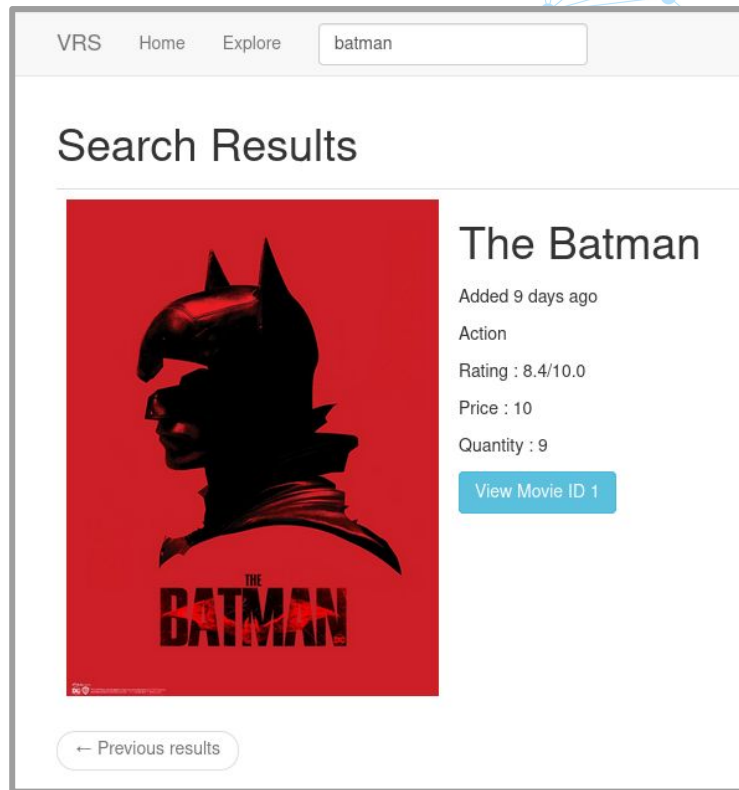 VRS Home Explore batman
Search Results
The Batman
Added 9 days ago
Action
Rating : 8.4/10.0
Price : 10
Quantity : 9
View Movie ID 1
THE
BATMAN
← Previous results